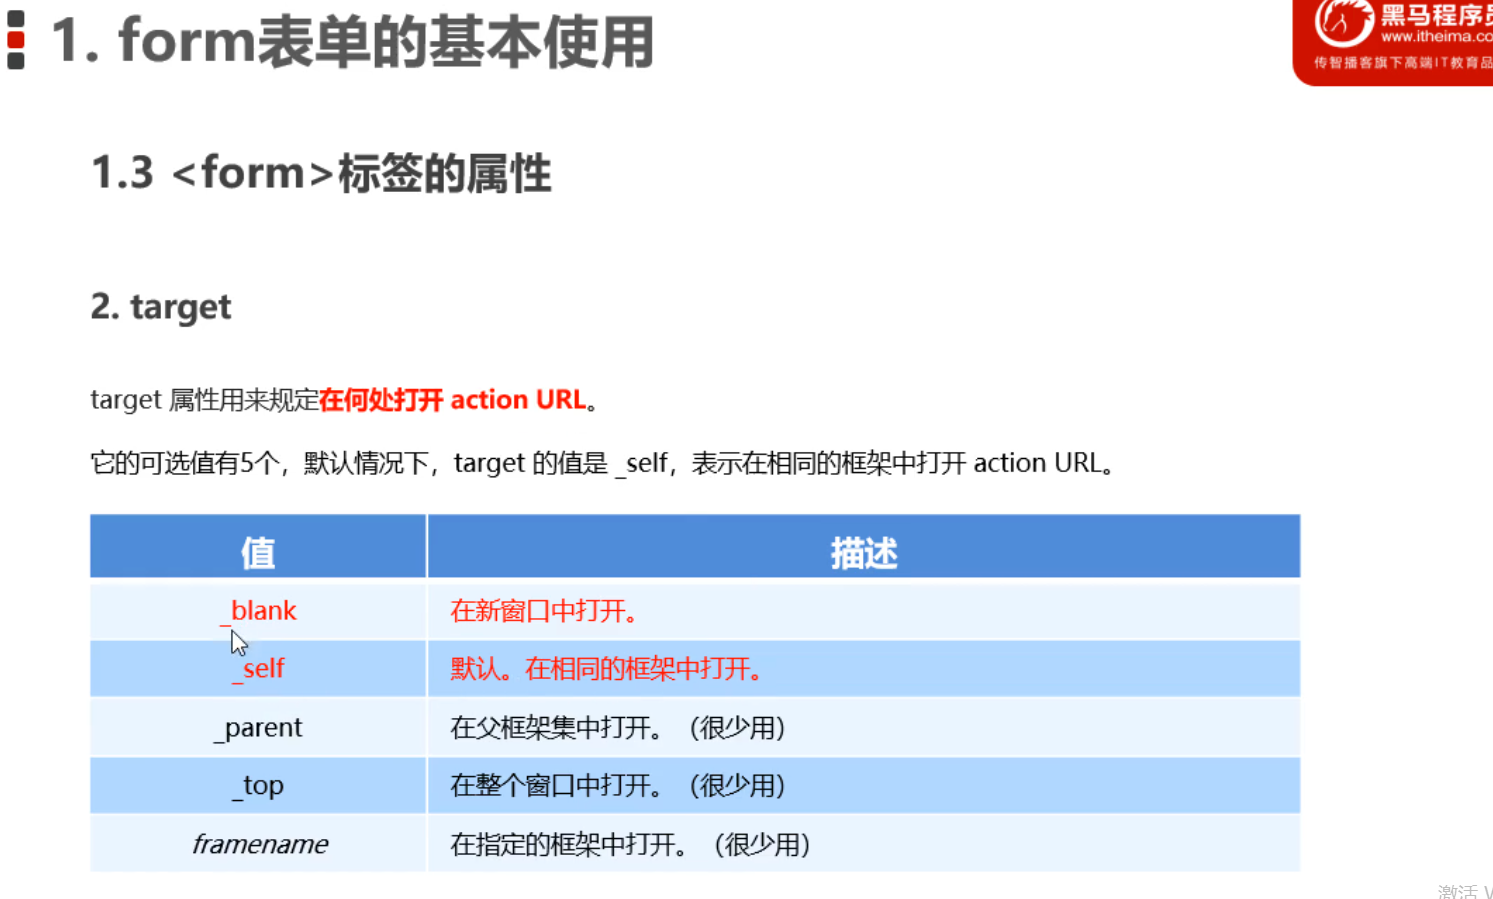 1. form表单的基本使用
黑马程序员
www.itheima.co
传智播客旗下高端IT教育品
1.3 <form>标签的属性
2. target
target 属性用来规定在何处打开 action URL。
它的可选值有5个，默认情况下，target 的值是 _self，表示在相同的框架中打开 action URL。
值 描述
_blank 在新窗口中打开。
_self 默认。在相同的框架中打开。
_parent 在父框架集中打开。（很少用）
_top 在整个窗口中打开。（很少用）
framename 在指定的框架中打开。（很少用）
激活